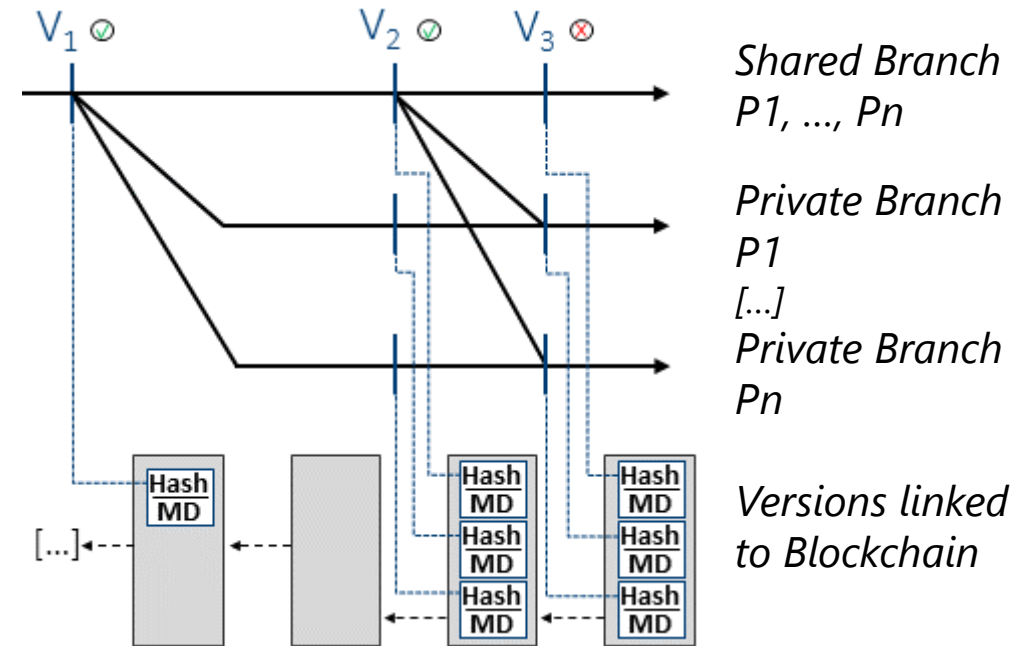 V1 V2 V3
Shared Branch
P1, ..., Pn
Private Branch
P1
[...]
Private Branch
Pn
Hash
MD
Hash
MD
Hash
MD
Hash
MD
Hash
MD
Hash
MD
Hash
MD
[...]
Versions linked
to Blockchain